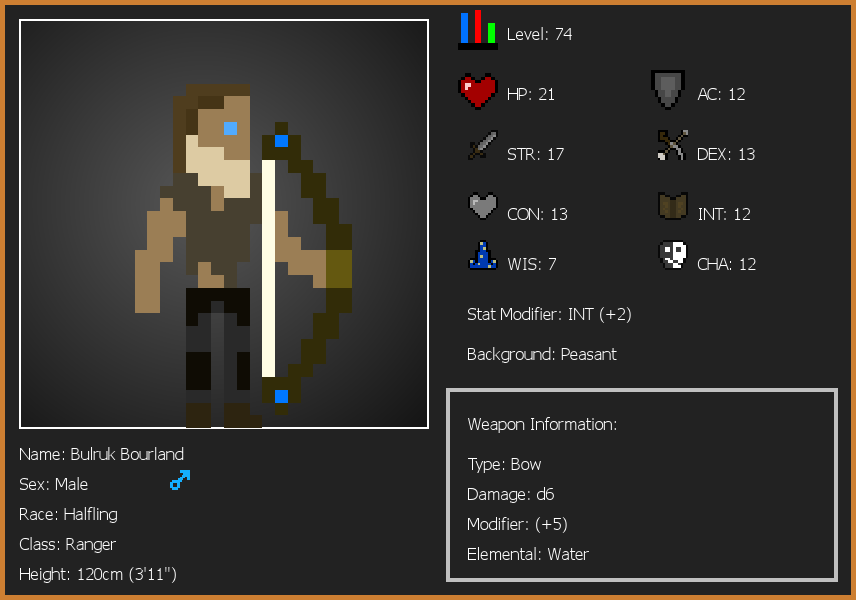 Level: 74
HP: 21
AC: 12
STR: 17
DEX: 13
CON: 13
INT: 12
WIS: 7
CHA: 12
Stat Modifier: INT (+2)
Background: Peasant
Weapon Information:
Type: Bow
Damage: d6
Modifier: (+5)
Elemental: Water
Name: Bulruk Bourland
Sex: Male
Race: Halfling
Class: Ranger
Height: 120cm (3'11")